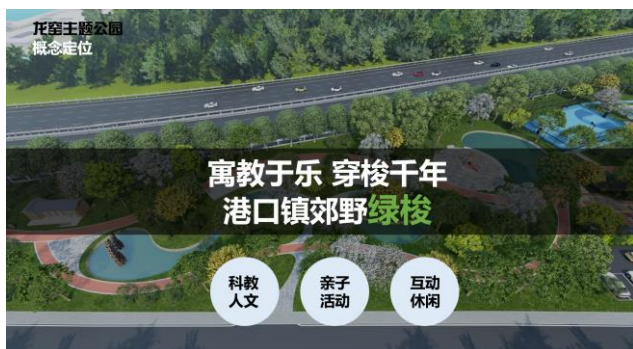 龙窑主题公园
概念定位
寓教于乐 穿梭千年
港口镇郊野绿梭
科教
人文
亲子
活动
互动
休闲